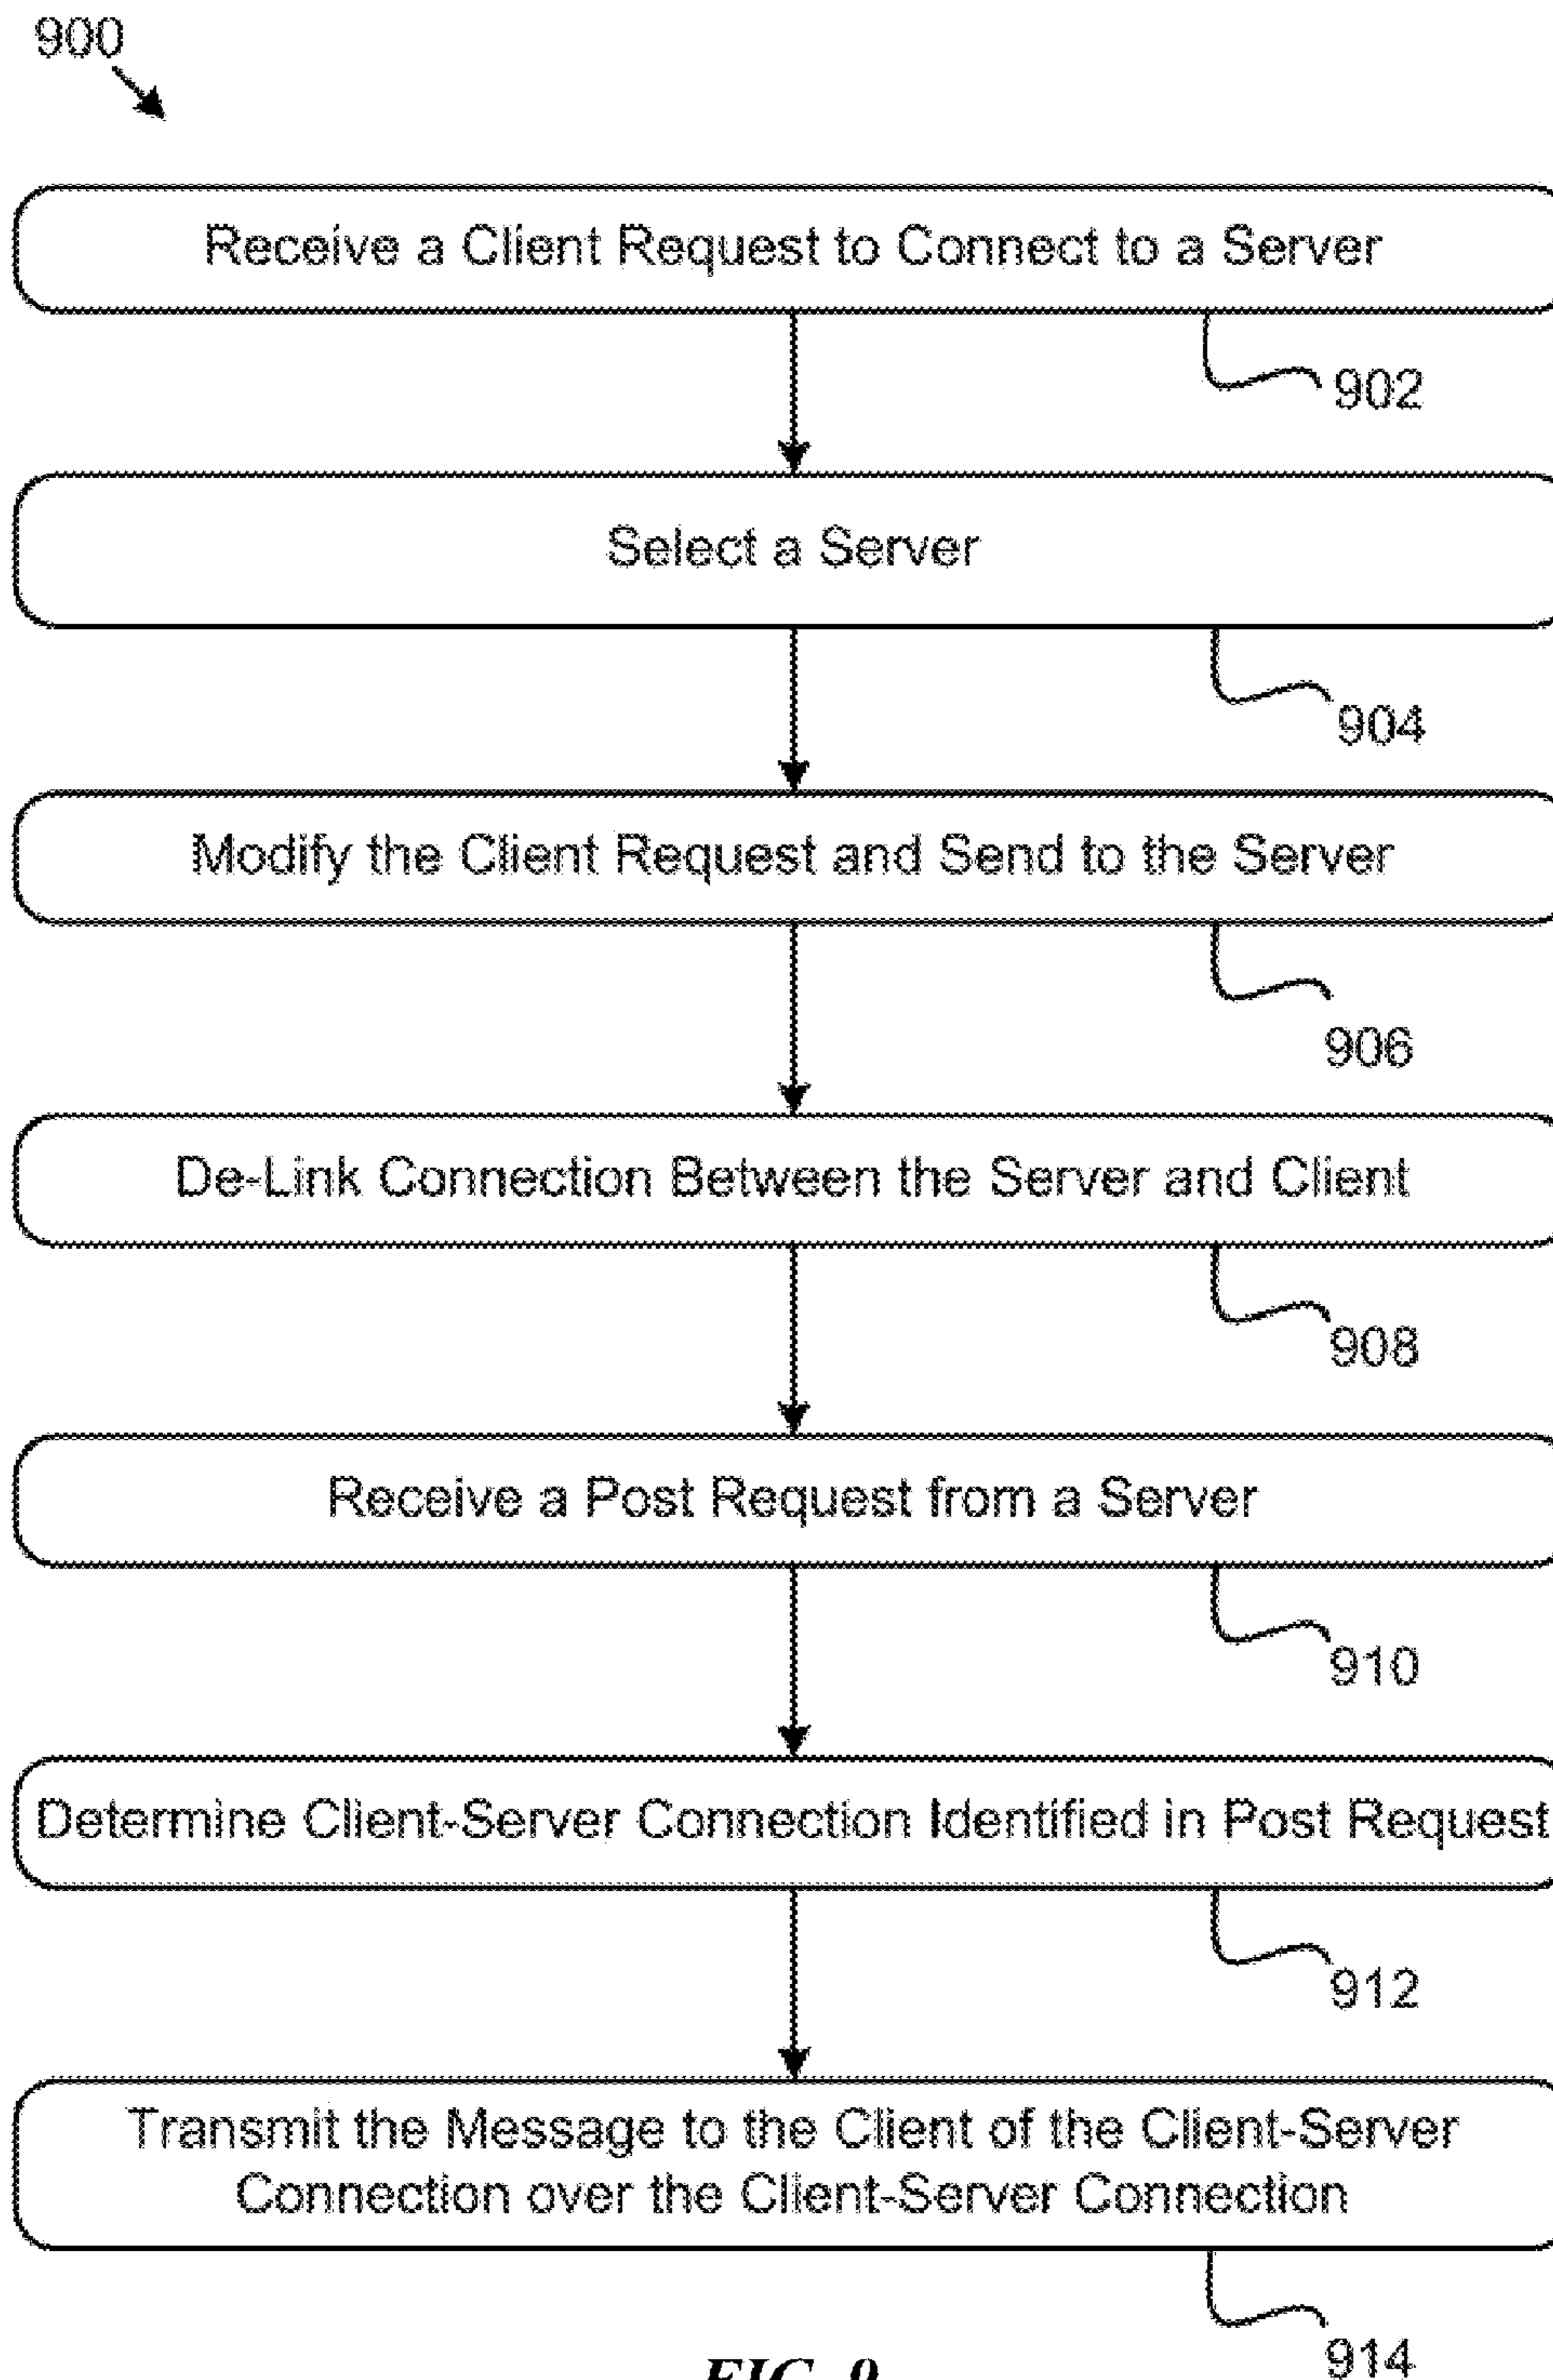 900
Receive a Client Request to Connect to a Server
902
Select a Server
904
Modify the Client Request and Send to the Server
906
De-Link Connection Between the Server and Client
908
Receive a Post Request from a Server
910
Determine Client-Server Connection Identified in Post Request
912
Transmit the Message to the Client of the Client-Server
Connection over the Client-Server Connection
914
FIG. 9